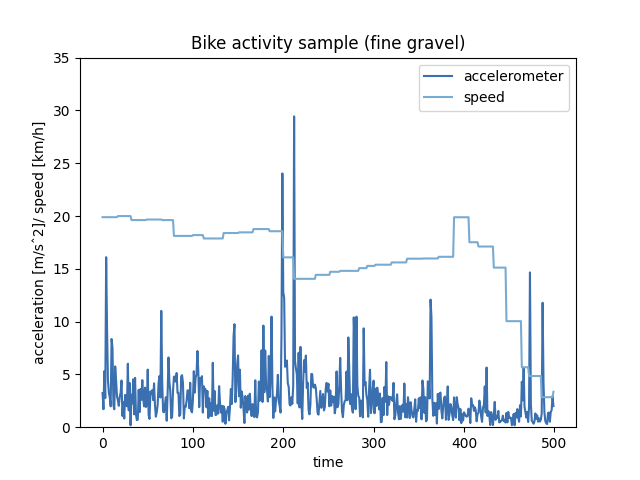 Bike activity sample (fine gravel)
accelerometer
speed
acceleration [m/s^2]/ speed [km/h]
35
30
25
20
15
10
5
0
0 100 200 300 400 500
time